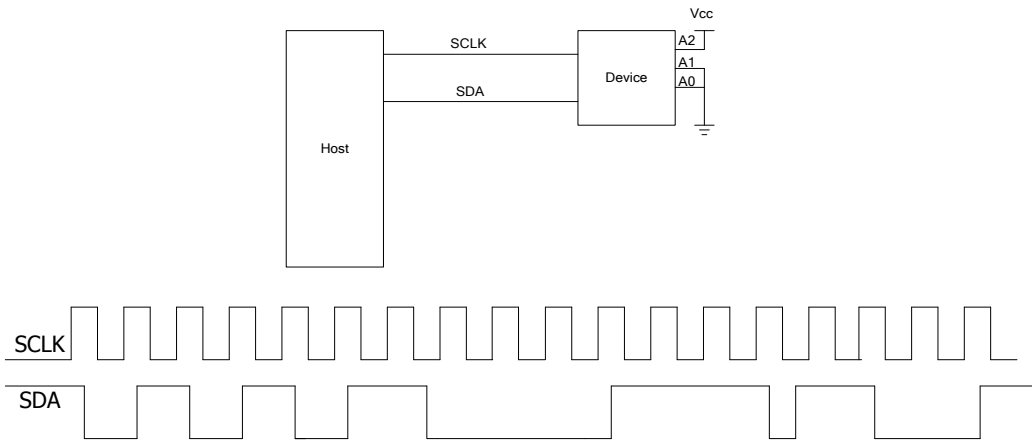 Vcc
SCLK
A2
A1
Device
A0
SDA
Host
SCLK
SDA